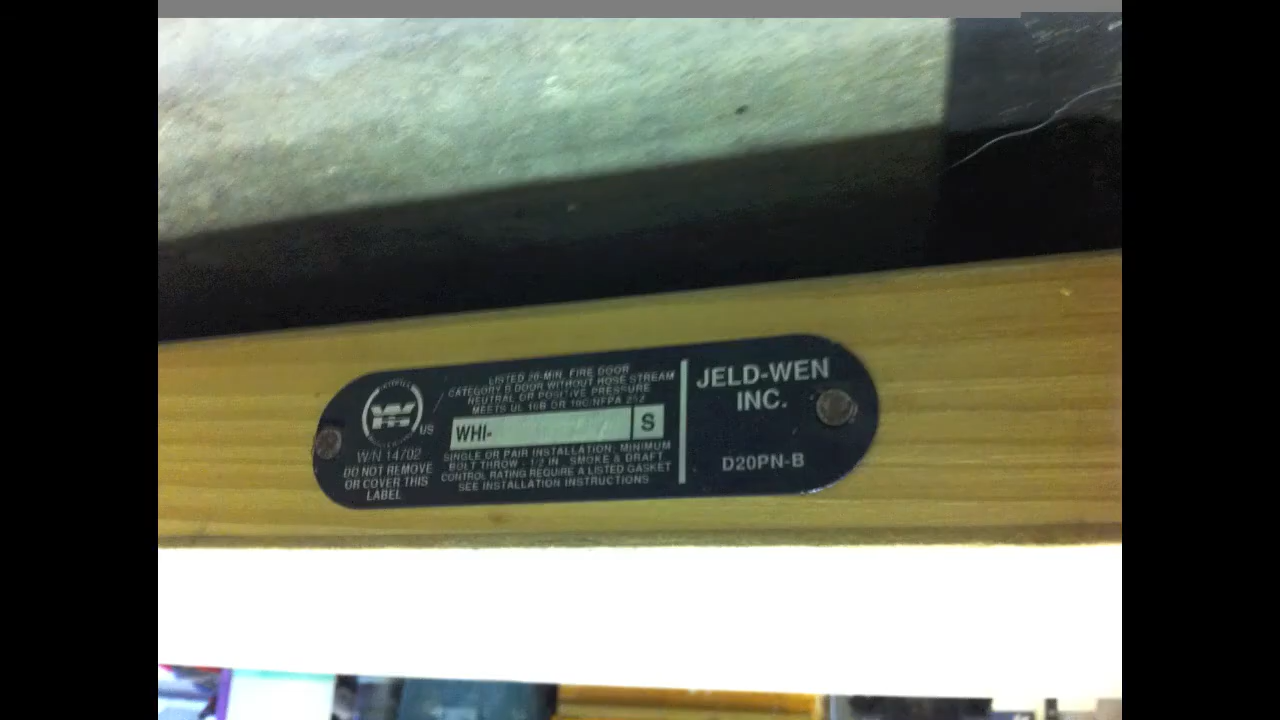 US
W/N 14702
DO NOT REMOVE
OR COVER THIS
LABEL
LISTED 20-MIN. FIRE DOOR
CATEGORY B DOOR WITHOUT HOSE STREAM
NEUTRAL OR POSITIVE PRESSURE
MEETS UL 10B OR 10C/NFPA 252
WHI-
S
SINGLE OR PAIR INSTALLATION, MINIMUM
BOLT THROW - 1/2 IN. SMOKE & DRAFT
CONTROL RATING REQUIRE A LISTED GASKET
SEE INSTALLATION INSTRUCTIONS
JELD-WEN
INC.
D20PN-B